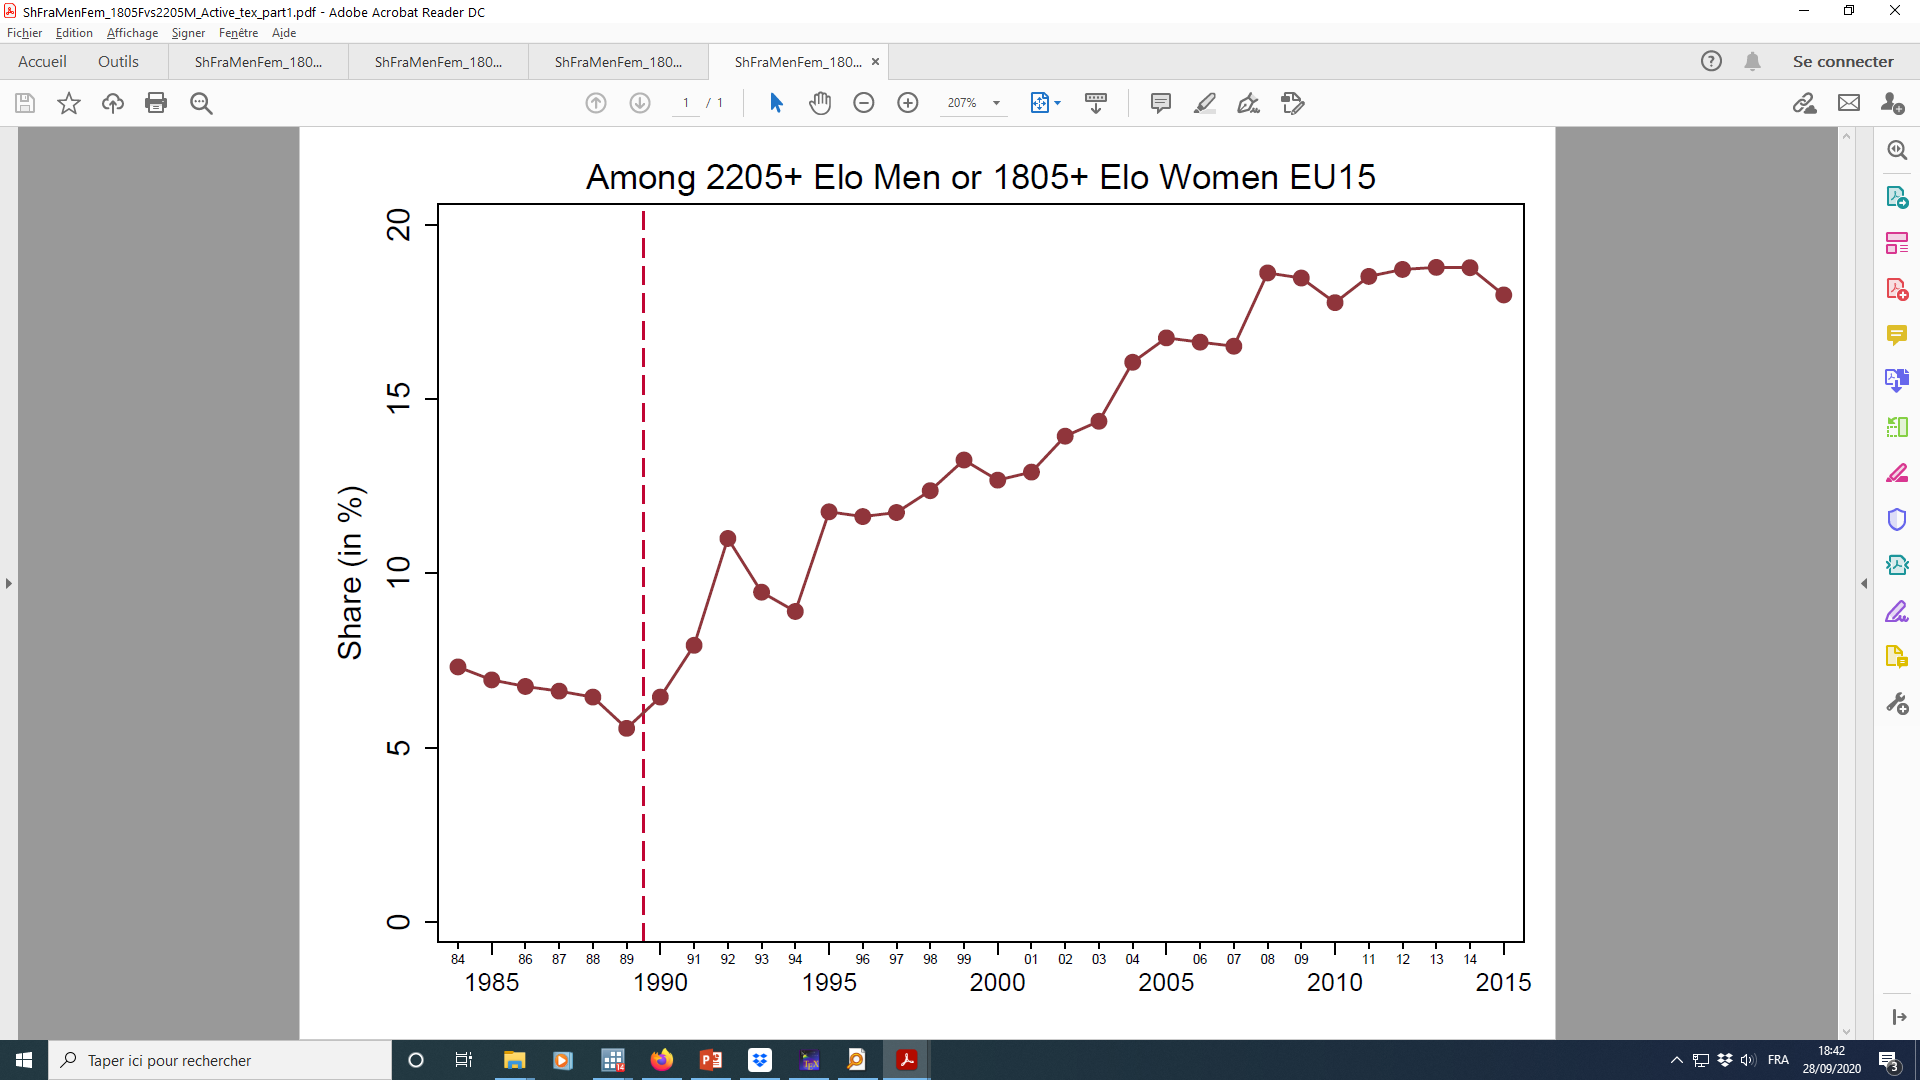 ShFraMenFem_1805Fvs2205M_Active_tex_part1.pdf - Adobe Acrobat Reader DC
Fichier Edition Affichage Signer Fenêtre Aide
Accueil Outils ShFraMenFem_180... ShFraMenFem_180... ShFraMenFem_180... ShFraMenFem_180... × Se connecter
1 / 1 207%
Among 2205+ Elo Men or 1805+ Elo Women EU15
Share (in %)
20
15
10
5
0
84 86 87 88 89 91 92 93 94 96 97 98 99 01 02 03 04 06 07 08 09 11 12 13 14
1985 1990 1995 2000 2005 2010 2015
Taper ici pour rechercher
14
FRA
18:42
28/09/2020
3